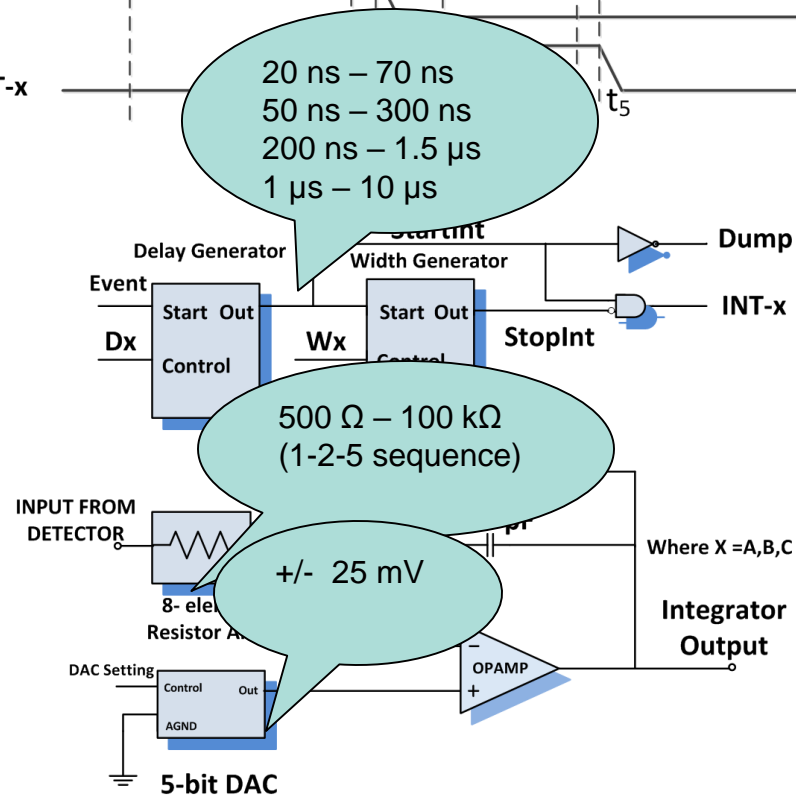 -x
t5
20 ns – 70 ns
50 ns – 300 ns
200 ns – 1.5 µs
1 µs – 10 µs
StartInt
Dump
Delay Generator
Width Generator
Event
Start Out
Start Out
INT-x
StopInt
Dx
Wx
Control
Control
500 Ω – 100 kΩ
(1-2-5 sequence)
INPUT FROM
DETECTOR
Where X =A,B,C
+/- 25 mV
8-
Resistor
Integrator
Output
DAC Setting
Control
Out
AGND
−
OPAMP
+
5-bit DAC